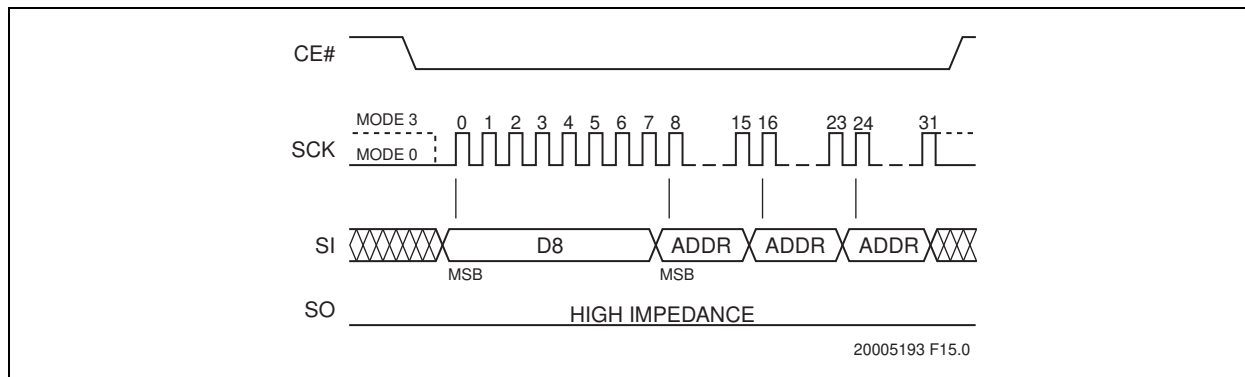 CE#
MODE 3
SCK
MODE 0
0 1 2 3 4 5 6 7 8 15 16 23 24 31
SI
D8 ADDR ADDR ADDR
MSB MSB
SO
HIGH IMPEDANCE
20005193 F15.0